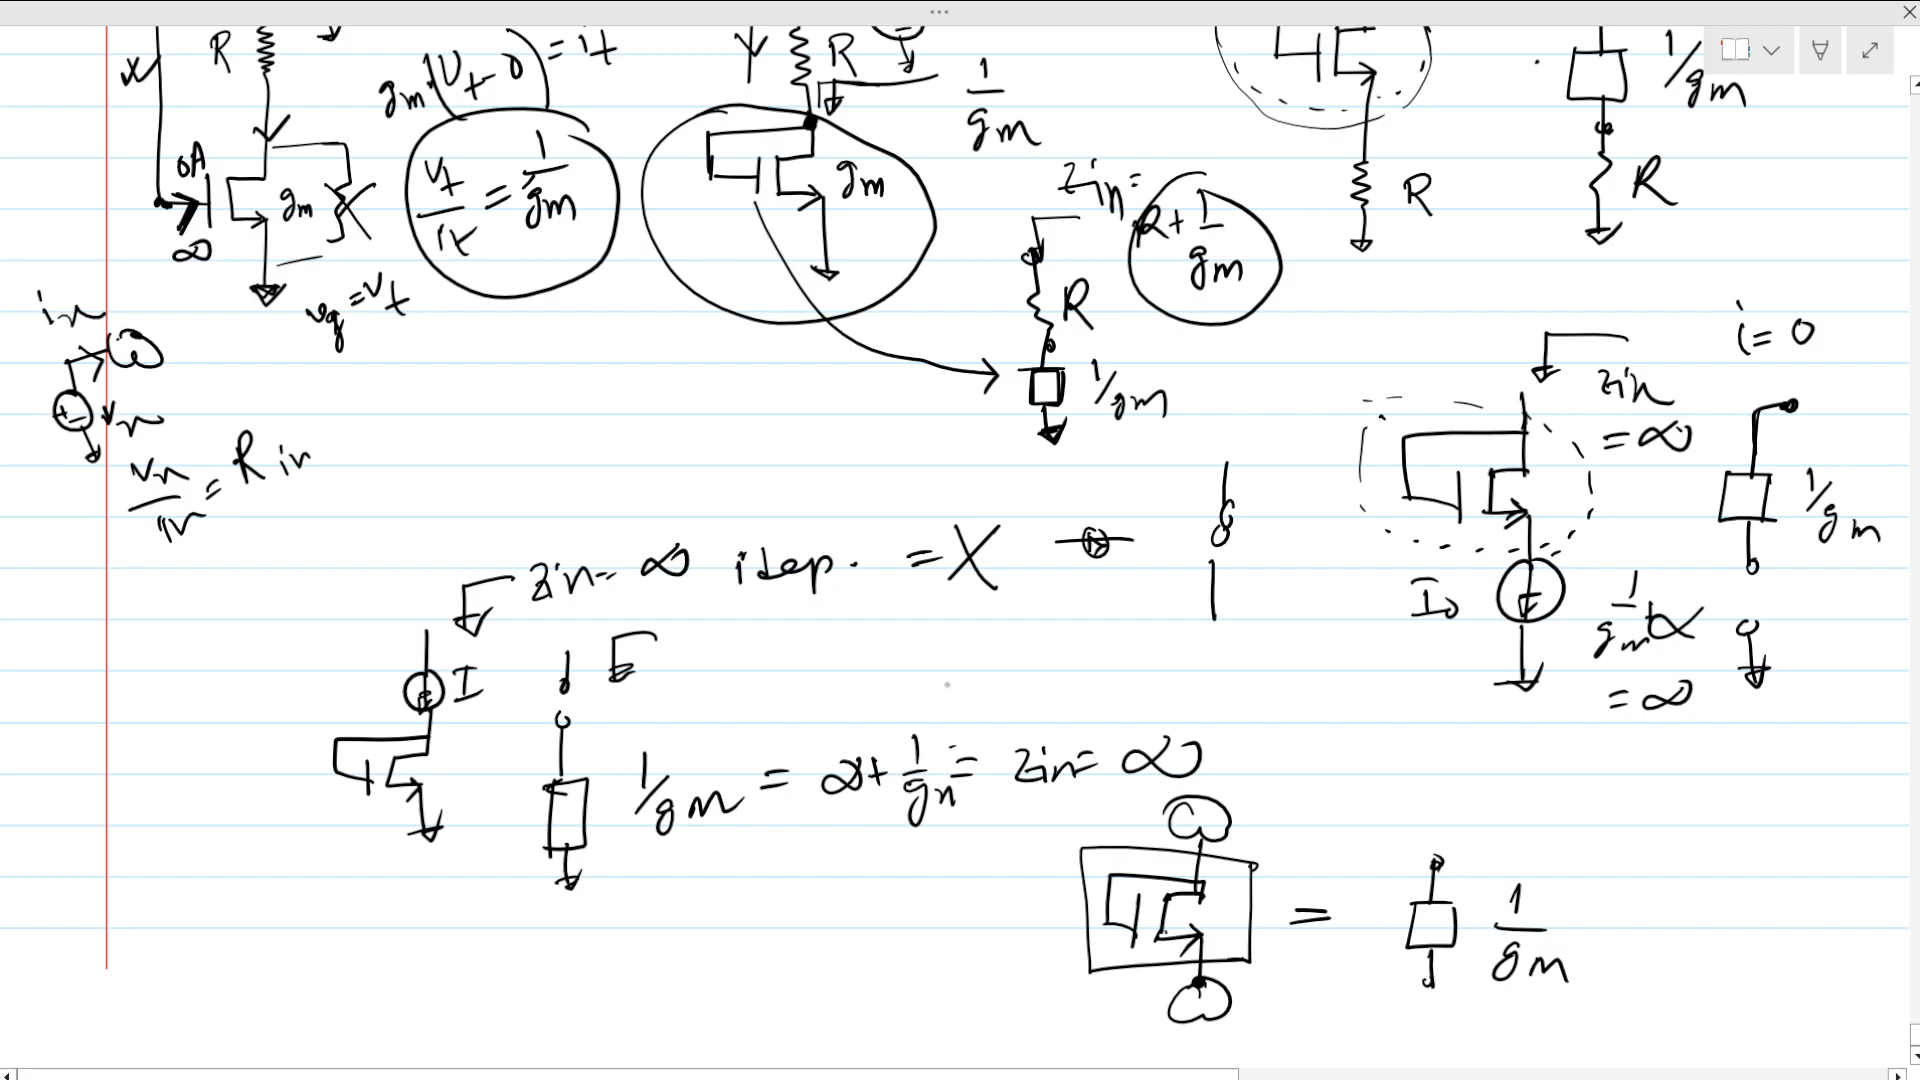 R
gm(Vt-0)=it
R
1/gm
1/gm
0A
gm
∞
vt/it = 1/gm
gm
Zin=
R+1/gm
R
R
vg=vt
in
R
1/gm
i=0
Zin
=∞
vn
vn/in = Rin
1/gm
Zin=∞ idep. =X
I0
1/gm+∞
=∞
I
1/gm = ∞+1/gm = Zin=∞
= 1/gm